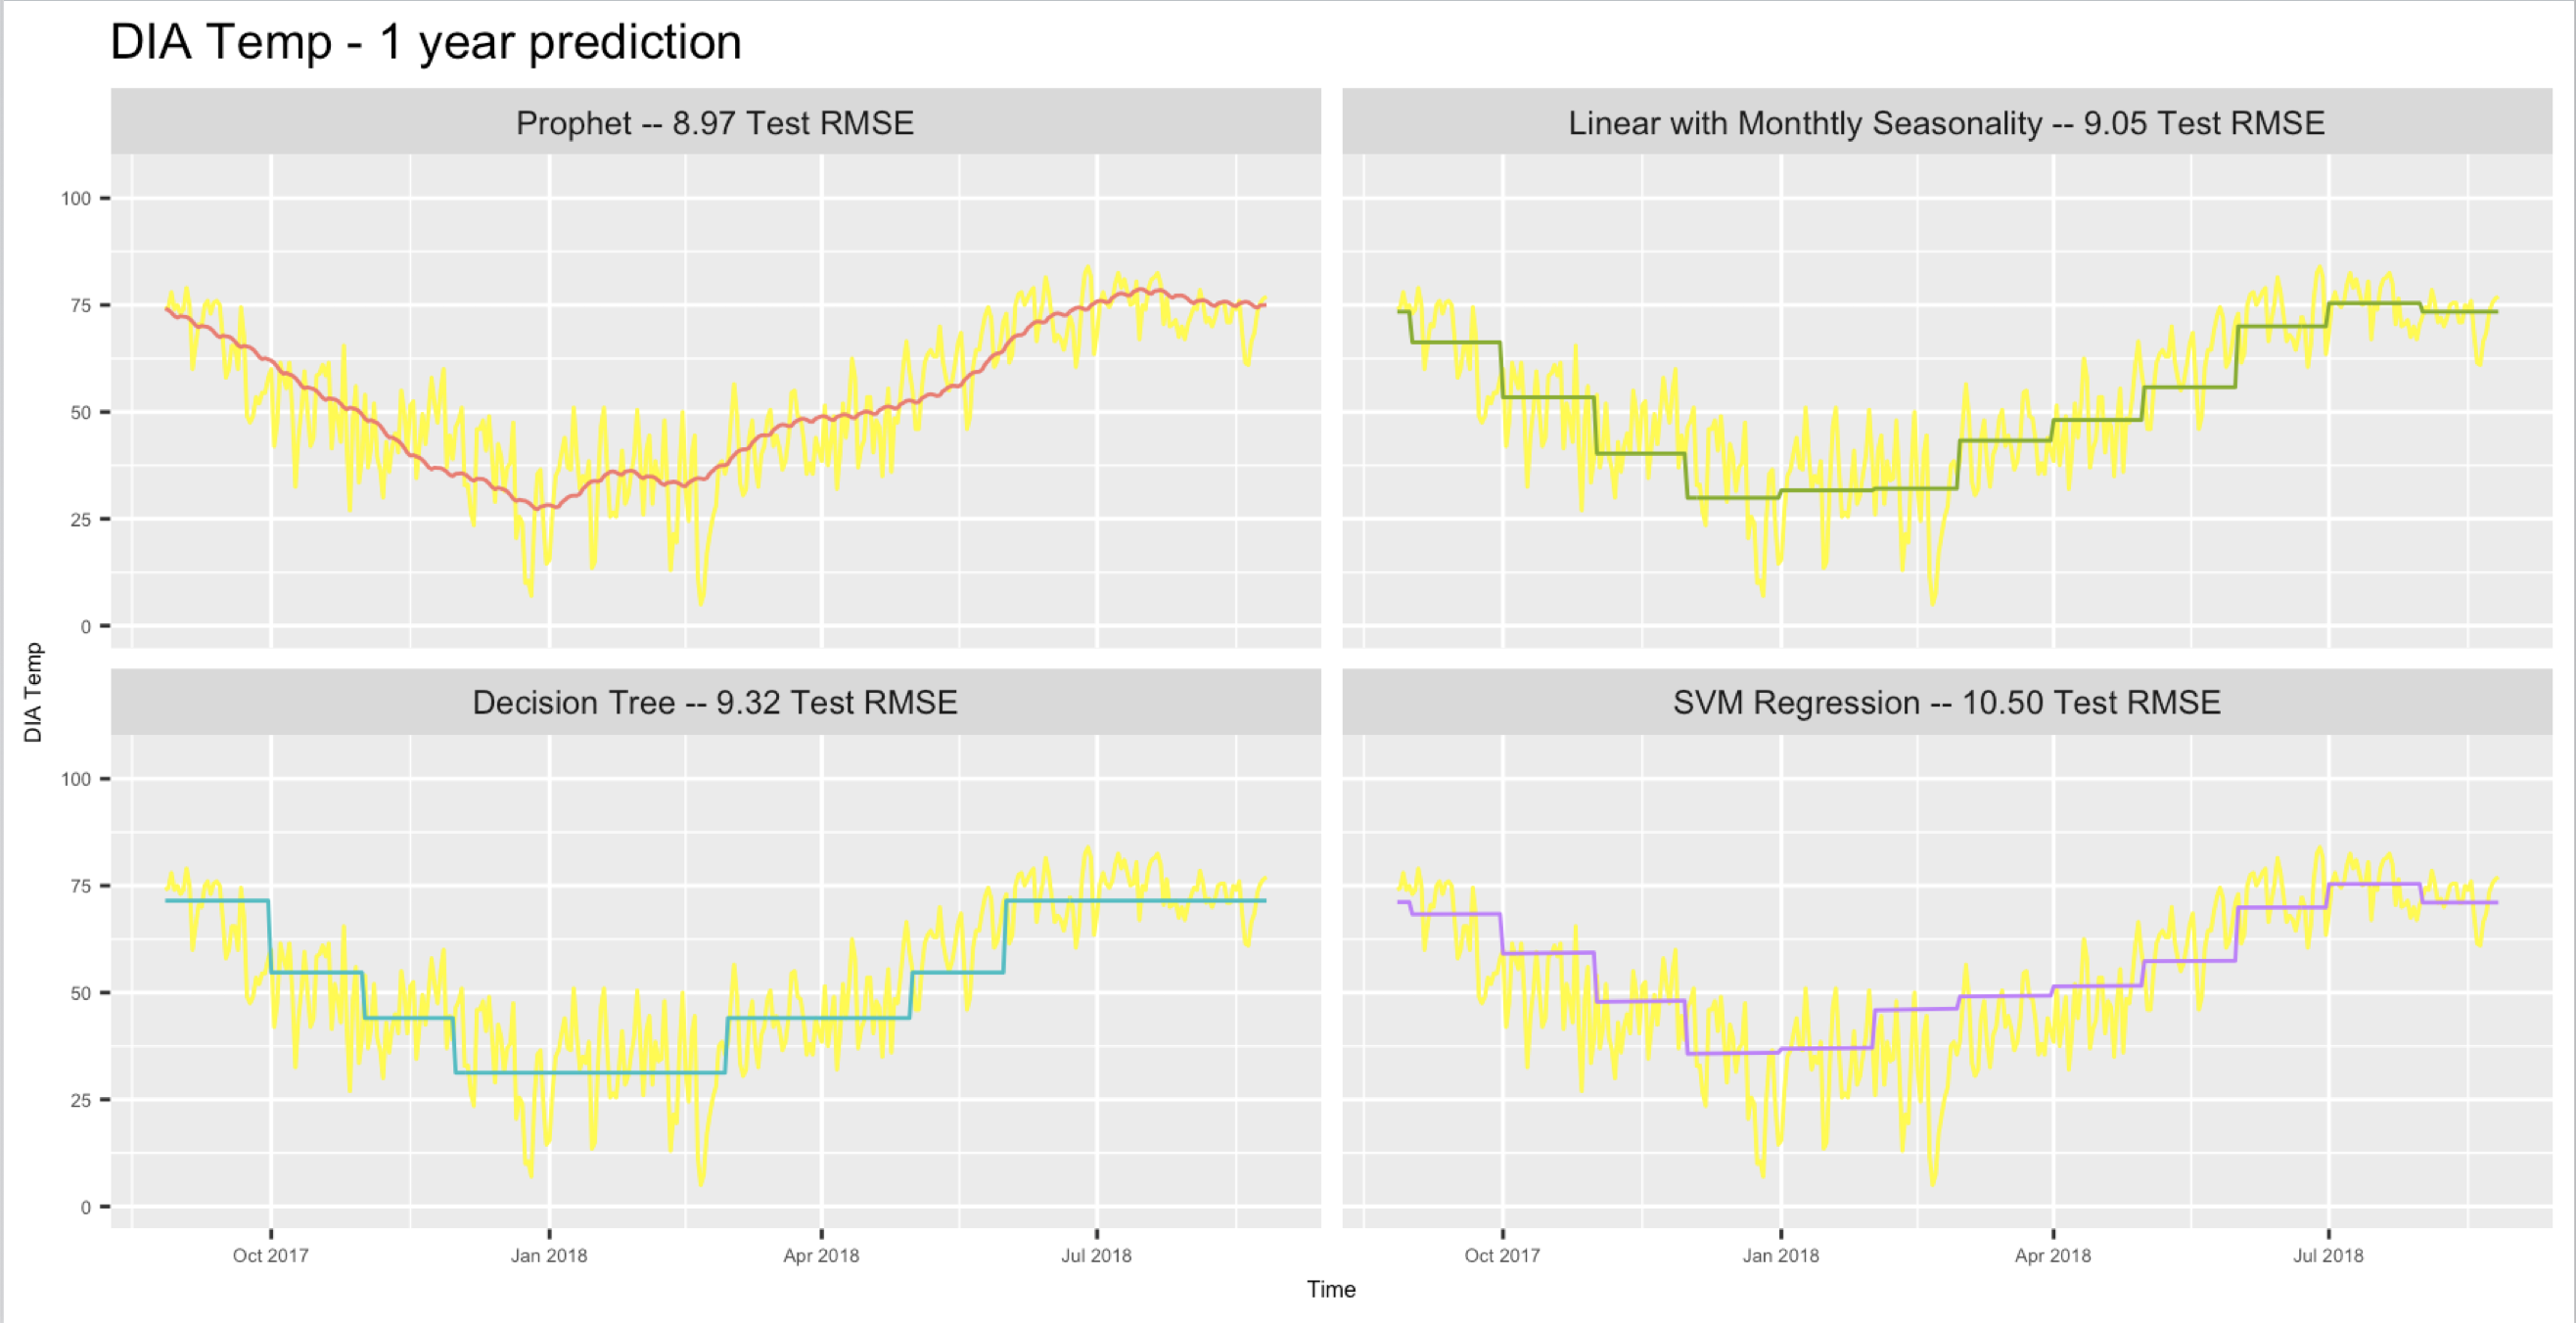 DIA Temp - 1 year prediction
Prophet -- 8.97 Test RMSE
Linear with Monthtly Seasonality -- 9.05 Test RMSE
100
75
50
25
0
Decision Tree -- 9.32 Test RMSE
SVM Regression -- 10.50 Test RMSE
100
75
50
25
0
DIA Temp
Oct 2017 Jan 2018 Apr 2018 Jul 2018
Oct 2017 Jan 2018 Apr 2018 Jul 2018
Time